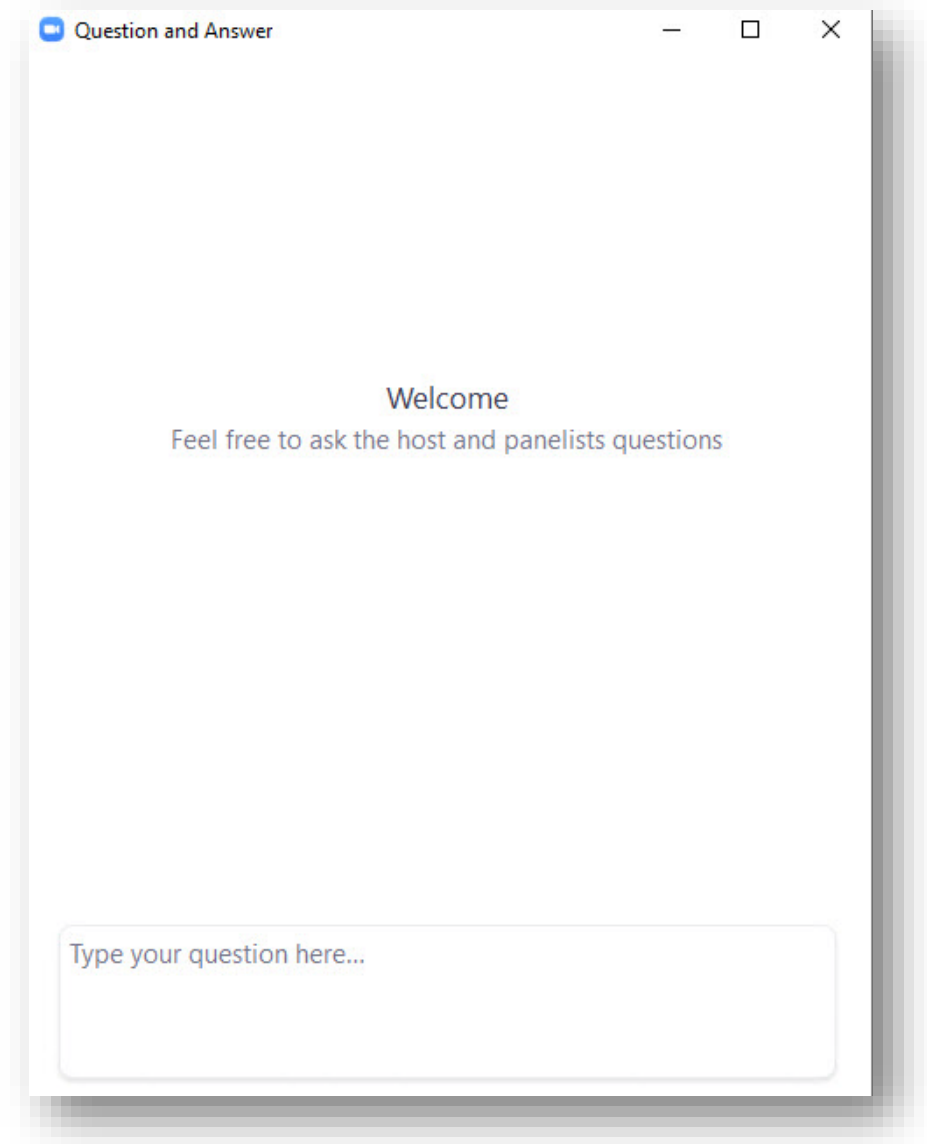 Question and Answer
Welcome
Feel free to ask the host and panelists questions
Type your question here...